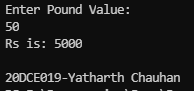 Enter Pound Value:
50
Rs is: 5000
20DCE019-Yatharth Chauhan